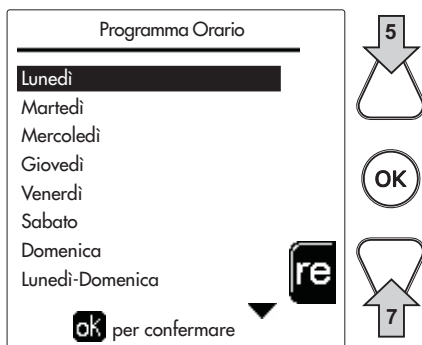 Programma Orario
5
Lunedì
Martedì
Mercoledì
Giovedì
Venerdì
Sabato
Domenica
Lunedì-Domenica
re
ok per confermare
OK
7